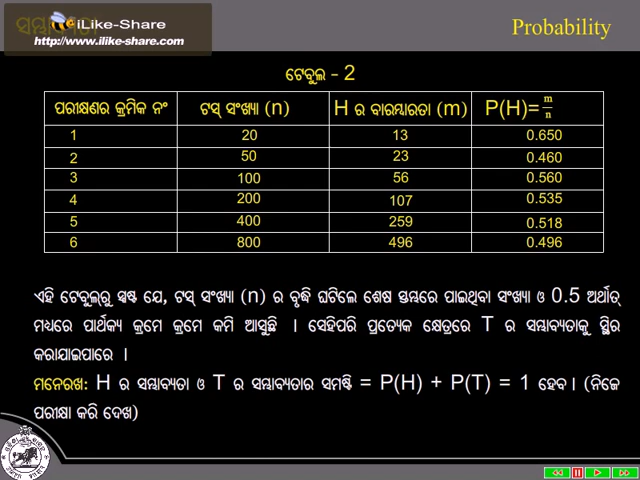 iLike-Share
http://www.ilike-share.com
Probability
ଟେବୁଲ - 2
ପରୀକ୍ଷଣର କ୍ରମିକ ନଂ ଟସ୍ ସଂଖ୍ୟା (n) H ର ବାରମ୍ବାରତା (m) P(H)= m/n
1 20 13 0.650
2 50 23 0.460
3 100 56 0.560
4 200 107 0.535
5 400 259 0.518
6 800 496 0.496
ଏହି ଟେବୁଲ୍‌ରୁ ସ୍ପଷ୍ଟ ଯେ, ଟସ୍ ସଂଖ୍ୟା (n) ର ବୃଦ୍ଧି ଘଟିଲେ ଶେଷ ସ୍ତମ୍ଭରେ ପାଇଥିବା ସଂଖ୍ୟା ଓ 0.5 ଅର୍ଥାତ୍
ମଧ୍ୟରେ ପାର୍ଥକ୍ୟ କ୍ରମେ କ୍ରମେ କମି ଆସୁଛି । ସେହିପରି ପ୍ରତ୍ୟେକ କ୍ଷେତ୍ରରେ T ର ସମ୍ଭାବ୍ୟତାକୁ ସ୍ଥିର
କରାଯାଇପାରେ ।
ମନେରଖ: H ର ସମ୍ଭାବ୍ୟତା ଓ T ର ସମ୍ଭାବ୍ୟତାର ସମଷ୍ଟି = P(H) + P(T) = 1 ହେବ । (ନିଜେ
ପରୀକ୍ଷା କରି ଦେଖ)